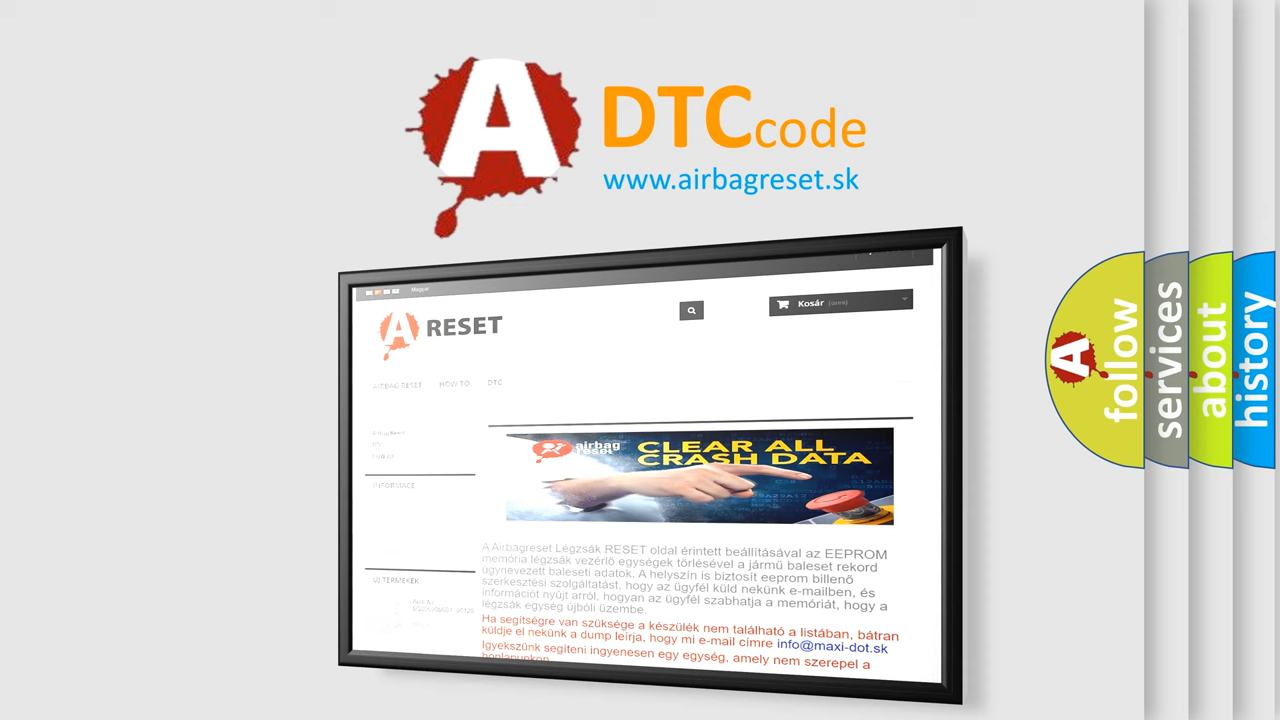 A
DTCcode
www.airbagreset.sk
Magyar
A RESET
Kosár (üres)
AIRBAG RESET HOW TO DTC
INFORMACE
airbag reset
CLEAR ALL
CRASH DATA
A Airbagreset Légzsák RESET oldal érintett beállításával az EEPROM
memória légzsák vezérlő egységek törlésével a jármű baleset rekord
úgynevezett baleseti adatok. A helyszín is biztosít eeprom billenő
szerkesztési szolgáltatást, hogy az ügyfél küld nekünk e-mailben, és
információt nyújt arról, hogyan az ügyfél szabhatja a memóriát, hogy a
légzsák egység újbóli üzembe.
Ha segítségre van szüksége a készülék nem található a listában, bátran
küldje el nekünk a dump leírja, hogy mi e-mail címre info@maxi-dot.sk
Igyekszünk segíteni ingyenesen egy egység, amely nem szerepel a
honlapunkon
ÚJ TERMÉKEK
A
follow
services
about
history